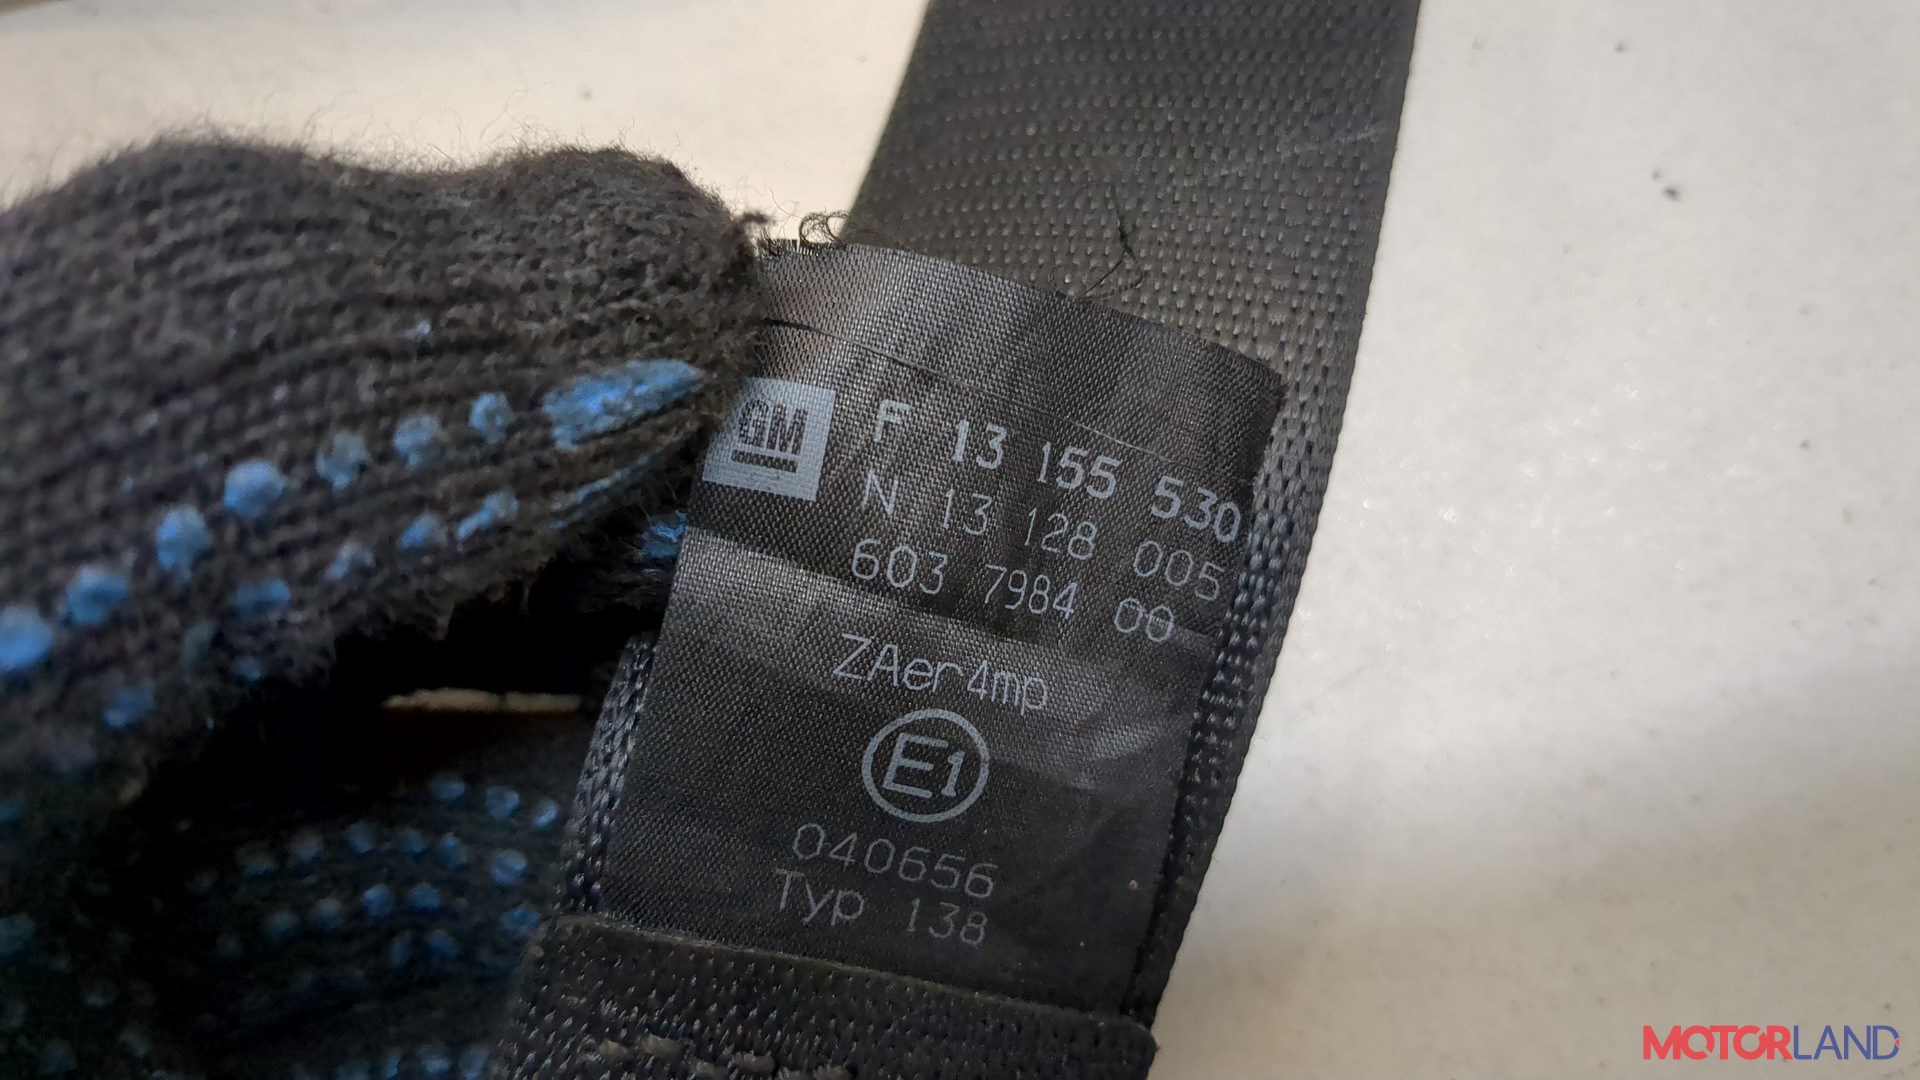 GM
F 13 155 530
N 13 128 005
603 7984 00
ZAer4mp
E1
040656
Typ 138
MOTORLAND